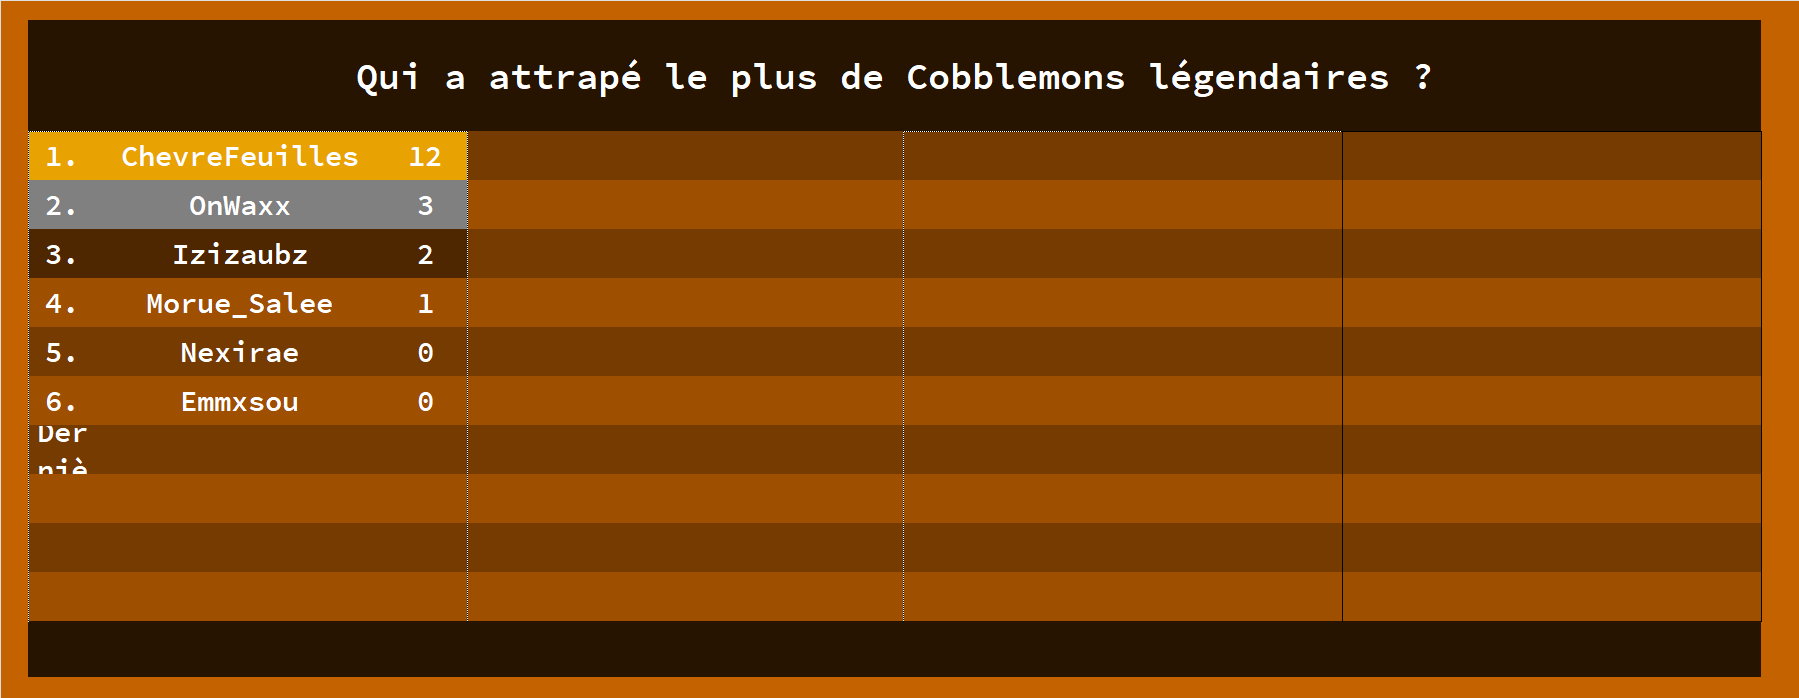 Qui a attrapé le plus de Cobblemons légendaires ?
1. ChevreFeuilles 12
2. OnWaxx 3
3. Izizaubz 2
4. Morue_Salee 1
5. Nexirae 0
6. Emmxsou 0
Der
niè